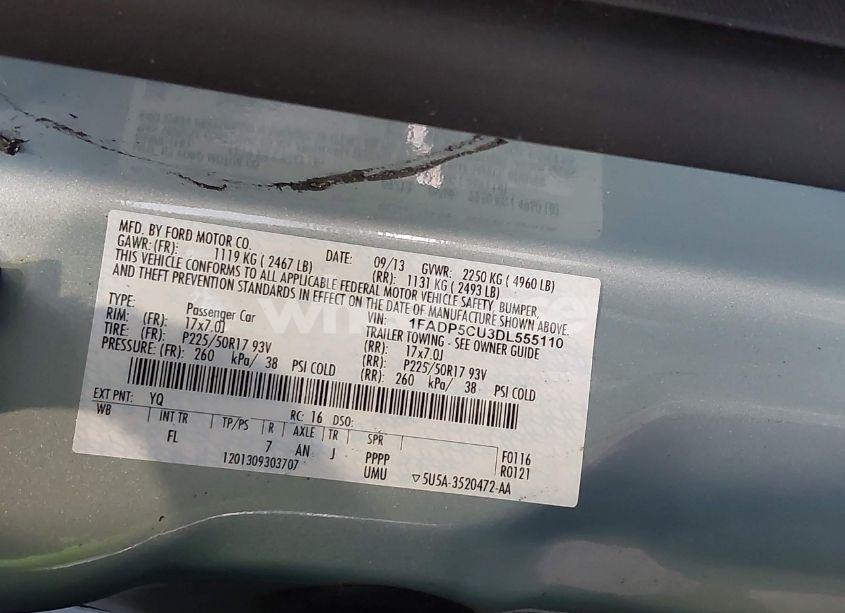 MFD. BY FORD MOTOR CO. DATE: 09/13 GVWR: 2250 KG ( 4960 LB)
GAWR: (FR): 1119 KG ( 2467 LB) (RR): 1131 KG ( 2493 LB)
THIS VEHICLE CONFORMS TO ALL APPLICABLE FEDERAL MOTOR VEHICLE SAFETY, BUMPER,
AND THEFT PREVENTION STANDARDS IN EFFECT ON THE DATE OF MANUFACTURE SHOWN ABOVE.
TYPE: Passenger Car VIN: 1FADP5CU3DL555110
TRAILER TOWING - SEE OWNER GUIDE
RIM: (FR): 17x7.0J (RR): 17x7.0J
TIRE: (FR): P225/50R17 93V (RR): P225/50R17 93V
PRESSURE: (FR): 260 kPa/ 38 PSI COLD (RR): 260 kPa/ 38 PSI COLD
EXT PNT: YQ RC: 16 DSO: F0116
WB INT TR TP/PS R AXLE TR SPR R0121
FL 7 AN J PPPP
1201309303707 UMU ▽5U5A-3520472-AA